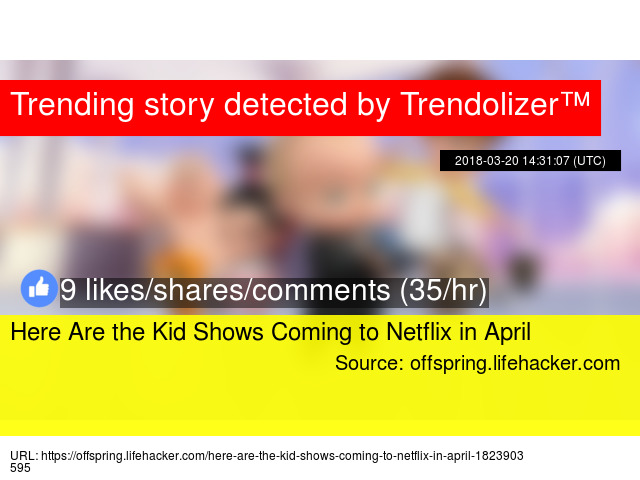 Trending story detected by Trendolizer™
2018-03-20 14:31:07 (UTC)
9 likes/shares/comments (35/hr)
Here Are the Kid Shows Coming to Netflix in April
Source: offspring.lifehacker.com
URL: https://offspring.lifehacker.com/here-are-the-kid-shows-coming-to-netflix-in-april-1823903
595